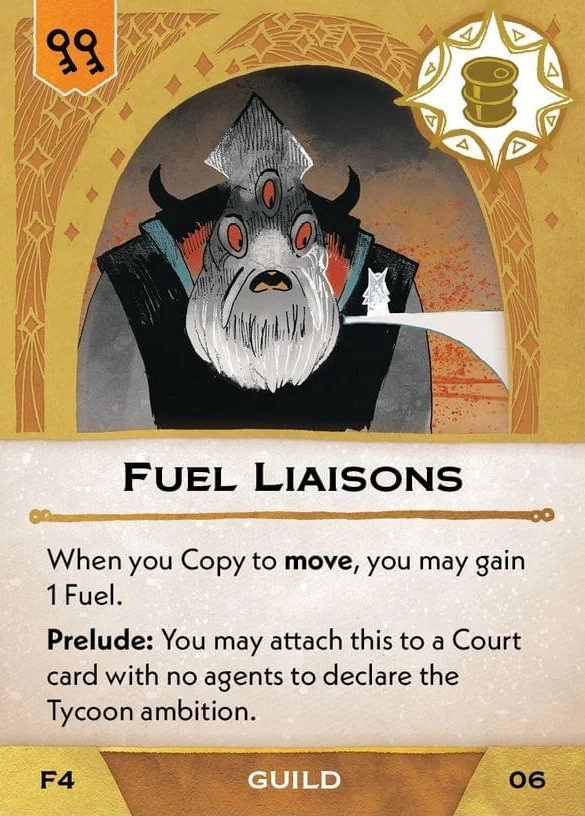 Fuel Liaisons
When you Copy to move, you may gain
1 Fuel.
Prelude: You may attach this to a Court
card with no agents to declare the
Tycoon ambition.
F4 GUILD 06